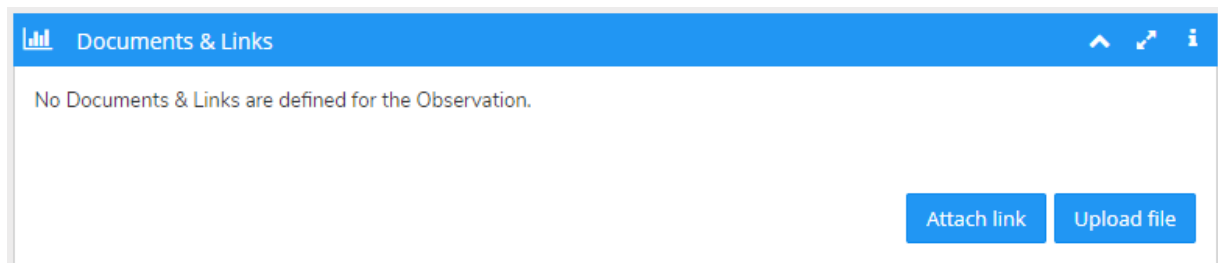 Documents & Links
No Documents & Links are defined for the Observation.
Attach link
Upload file